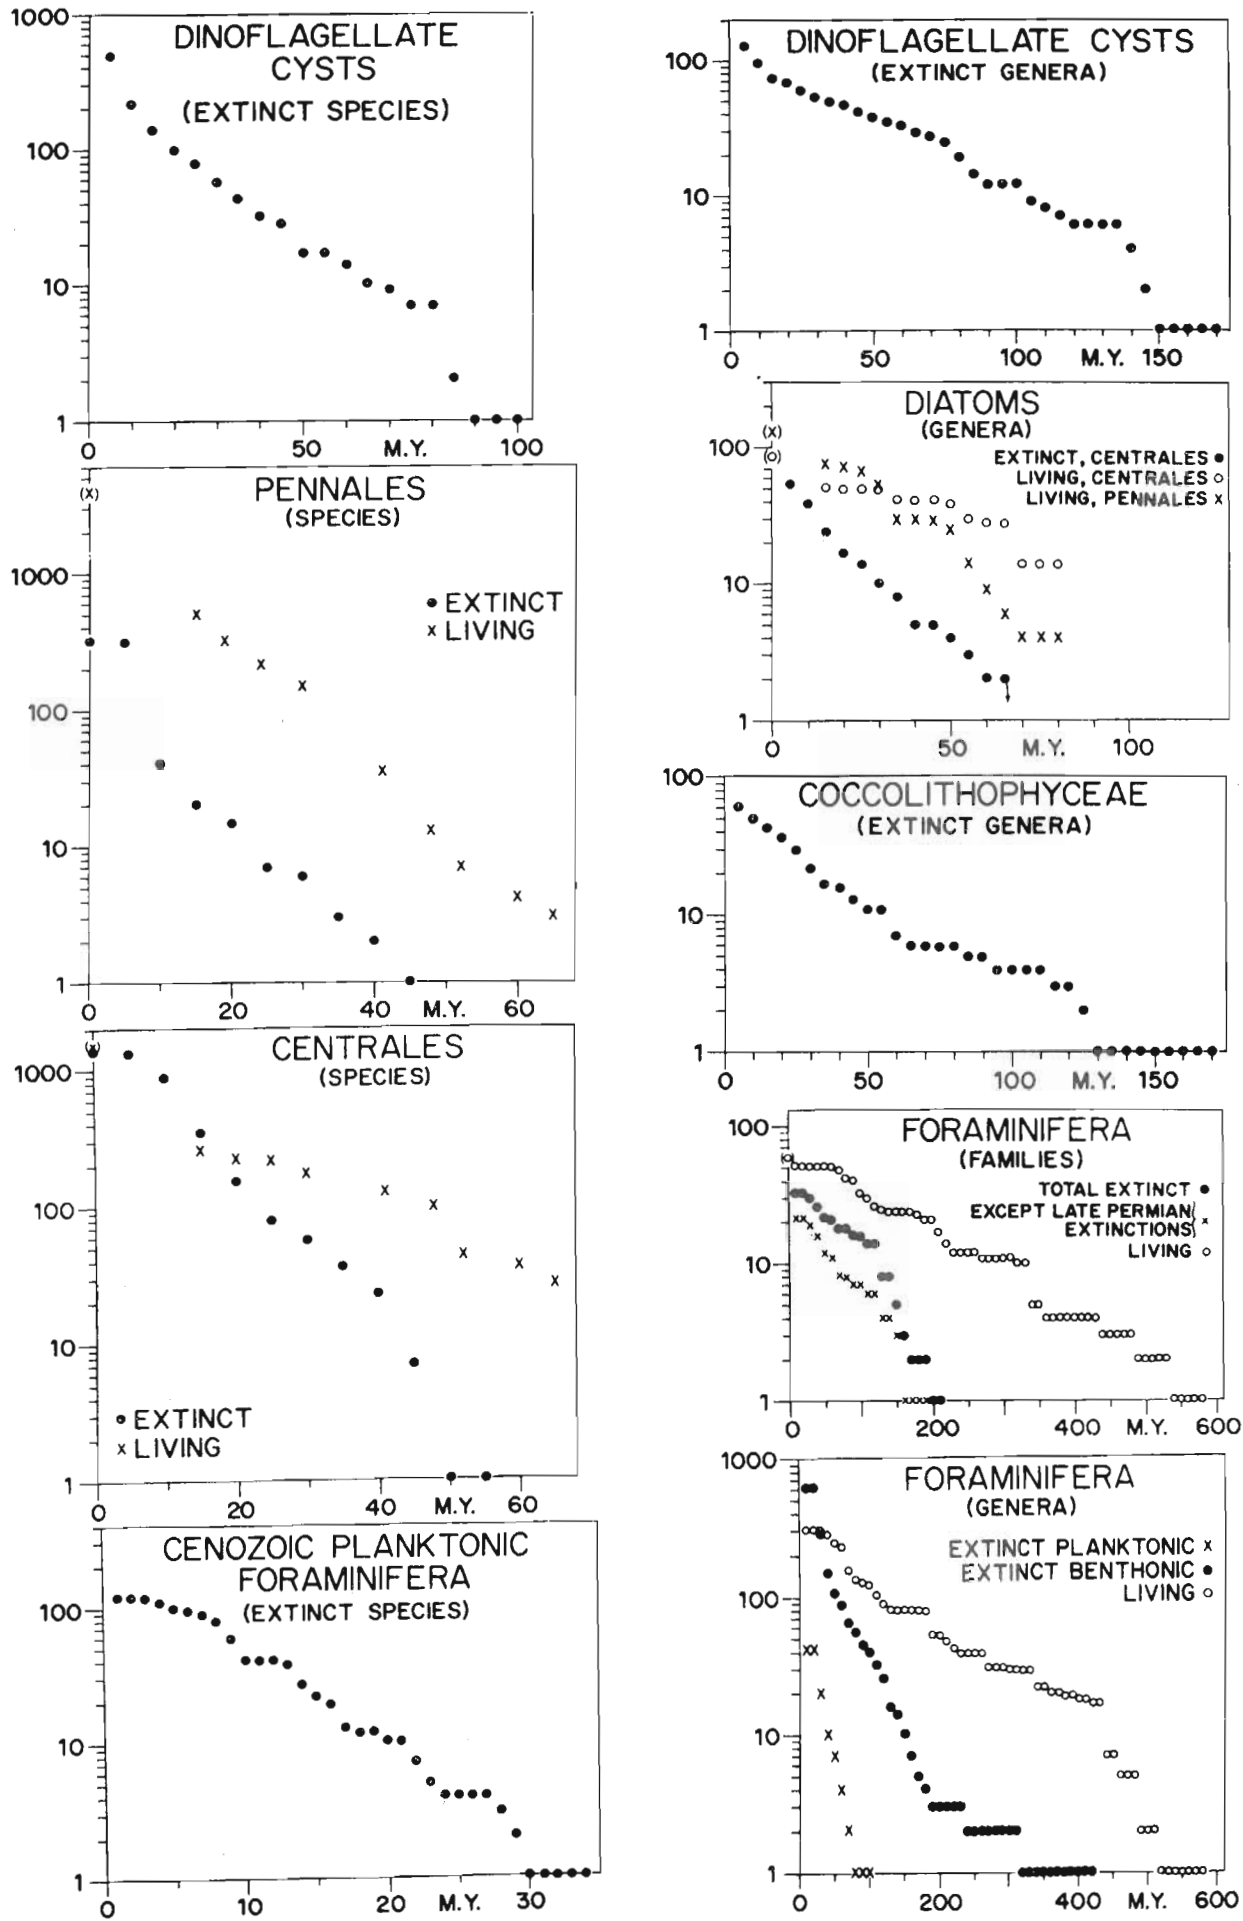 DINOFLAGELLATE
CYSTS
(EXTINCT SPECIES)
1000
100
10
1
0 50 M.Y. 100
PENNALES
(SPECIES)
(x)
1000
100
10
1
● EXTINCT
x LIVING
0 20 40 M.Y. 60
CENTRALES
(SPECIES)
1000
100
10
1
EXTINCT
x LIVING
0 20 40 M.Y. 60
CENOZOIC PLANKTONIC
FORAMINIFERA
(EXTINCT SPECIES)
100
10
1
0 10 20 M.Y. 30
DINOFLAGELLATE CYSTS
(EXTINCT GENERA)
100
10
1
0 50 100 M.Y. 150
DIATOMS
(GENERA)
(x)
100
(o)
10
1
EXTINCT, CENTRALES ●
LIVING, CENTRALES o
LIVING, PENNALES x
0 50 M.Y. 100
COCCOLITHOPHYCEAE
(EXTINCT GENERA)
100
10
1
0 50 100 M.Y. 150
FORAMINIFERA
(FAMILIES)
100
10
1
TOTAL EXTINCT ●
EXCEPT LATE PERMIAN
EXTINCTIONS x
LIVING o
0 200 400 M.Y. 600
FORAMINIFERA
(GENERA)
1000
100
10
1
EXTINCT PLANKTONIC x
EXTINCT BENTHONIC ●
LIVING o
0 200 400 M.Y. 600